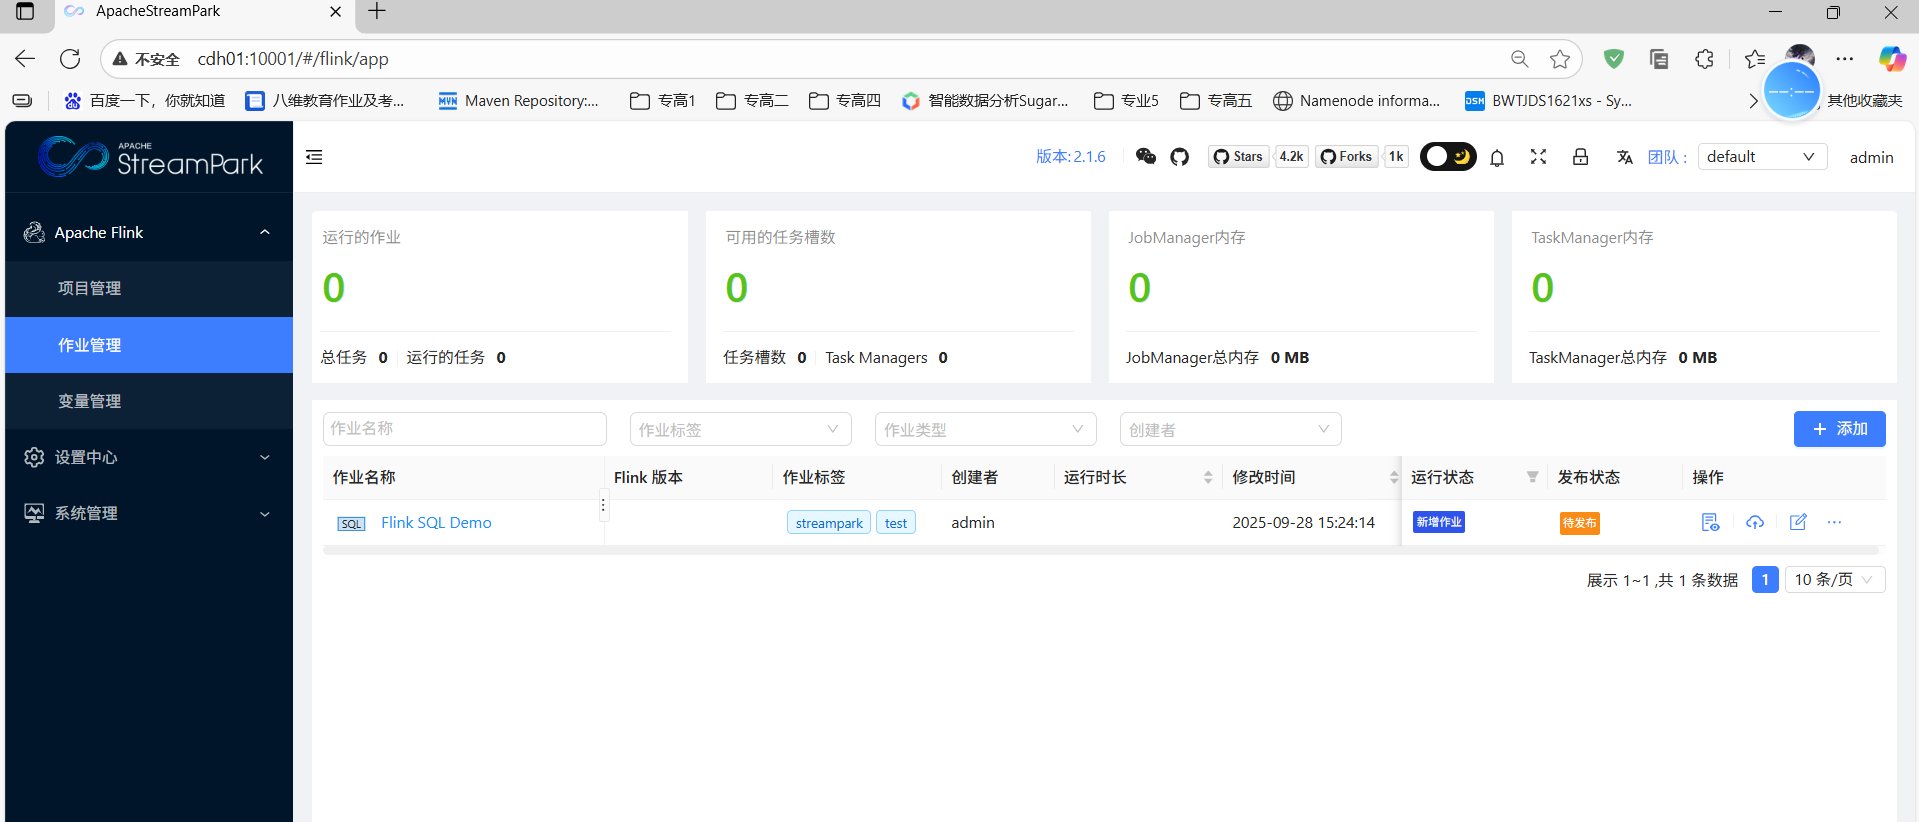 ApacheStreamPark
不安全 cdh01:10001/#/flink/app
百度一下，你就知道 八维教育作业及考... MVN Maven Repository:... 专高1 专高二 专高四 智能数据分析Sugar... 专业5 专高五 Namenode informa... DSM BWTJDS1621xs - Sy... 其他收藏夹
--:--
APACHE
StreamPark
版本: 2.1.6 Stars 4.2k Forks 1k 团队 : default admin
Apache Flink
项目管理
作业管理
变量管理
设置中心
系统管理
运行的作业 可用的任务槽数 JobManager内存 TaskManager内存
0 0 0 0
总任务 0 运行的任务 0 任务槽数 0 Task Managers 0 JobManager总内存 0 MB TaskManager总内存 0 MB
作业名称 作业标签 作业类型 创建者 添加
作业名称 Flink 版本 作业标签 创建者 运行时长 修改时间 运行状态 发布状态 操作
SQL Flink SQL Demo streampark test admin 2025-09-28 15:24:14 新增作业 待发布
展示 1~1 ,共 1 条数据 1 10 条/页